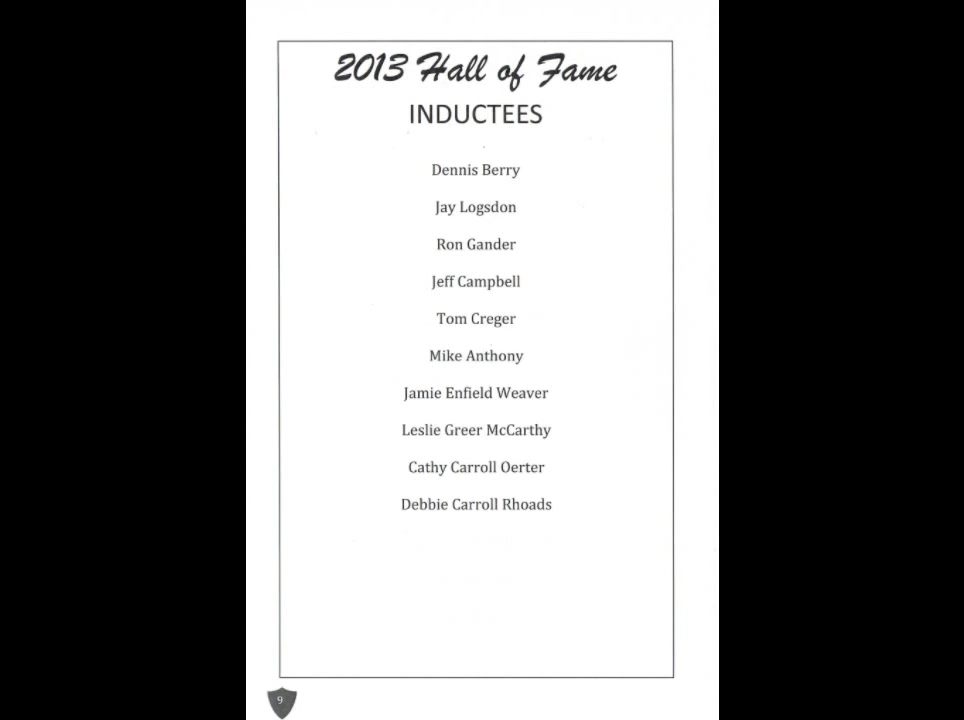 2013 Hall of Fame
INDUCTEES
Dennis Berry
Jay Logsdon
Ron Gander
Jeff Campbell
Tom Creger
Mike Anthony
Jamie Enfield Weaver
Leslie Greer McCarthy
Cathy Carroll Oerter
Debbie Carroll Rhoads
9